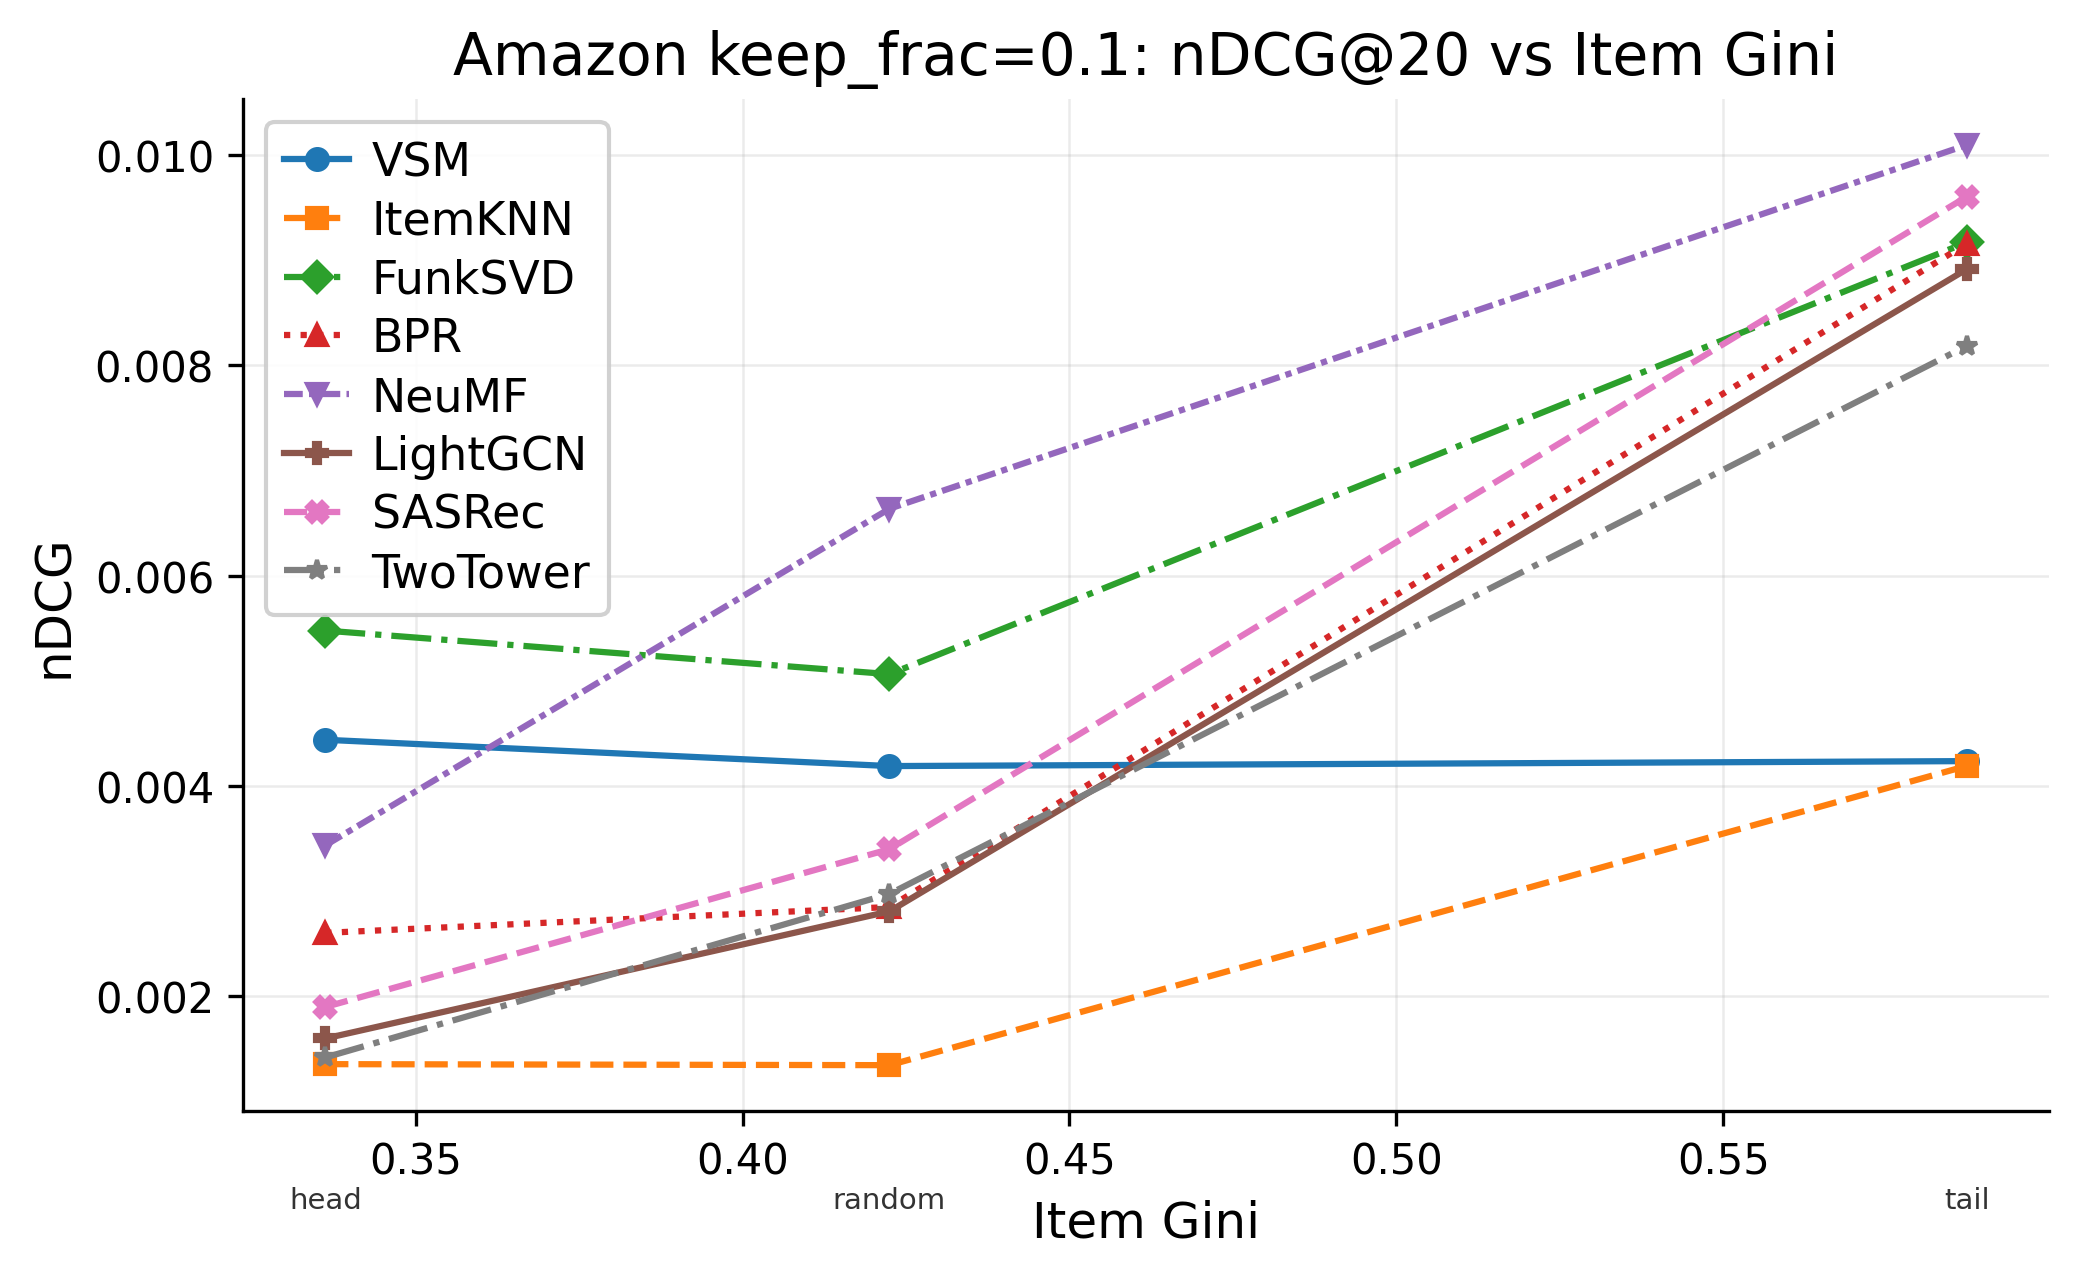 Amazon keep_frac=0.1: nDCG@20 vs Item Gini
VSM
ItemKNN
FunkSVD
BPR
NeuMF
LightGCN
SASRec
TwoTower
nDCG
0.010
0.008
0.006
0.004
0.002
0.35 0.40 0.45 0.50 0.55
head random tail
Item Gini